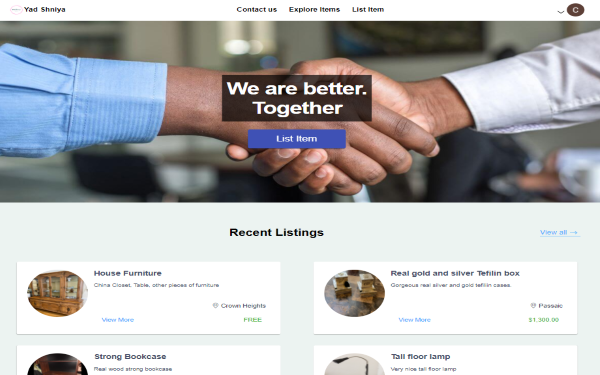 Yad Shniya
Contact us
Explore Items
List Item
C
We are better.
Together
List Item
Recent Listings
View all →
House Furniture
China Closet, Table, other pieces of furniture
Crown Heights
View More
FREE
Real gold and silver Tefilin box
Gorgeous real silver and gold tefilin cases.
Passaic
View More
$1,300.00
Strong Bookcase
Real wood strong bookcase
Tall floor lamp
Very nice tall floor lamp